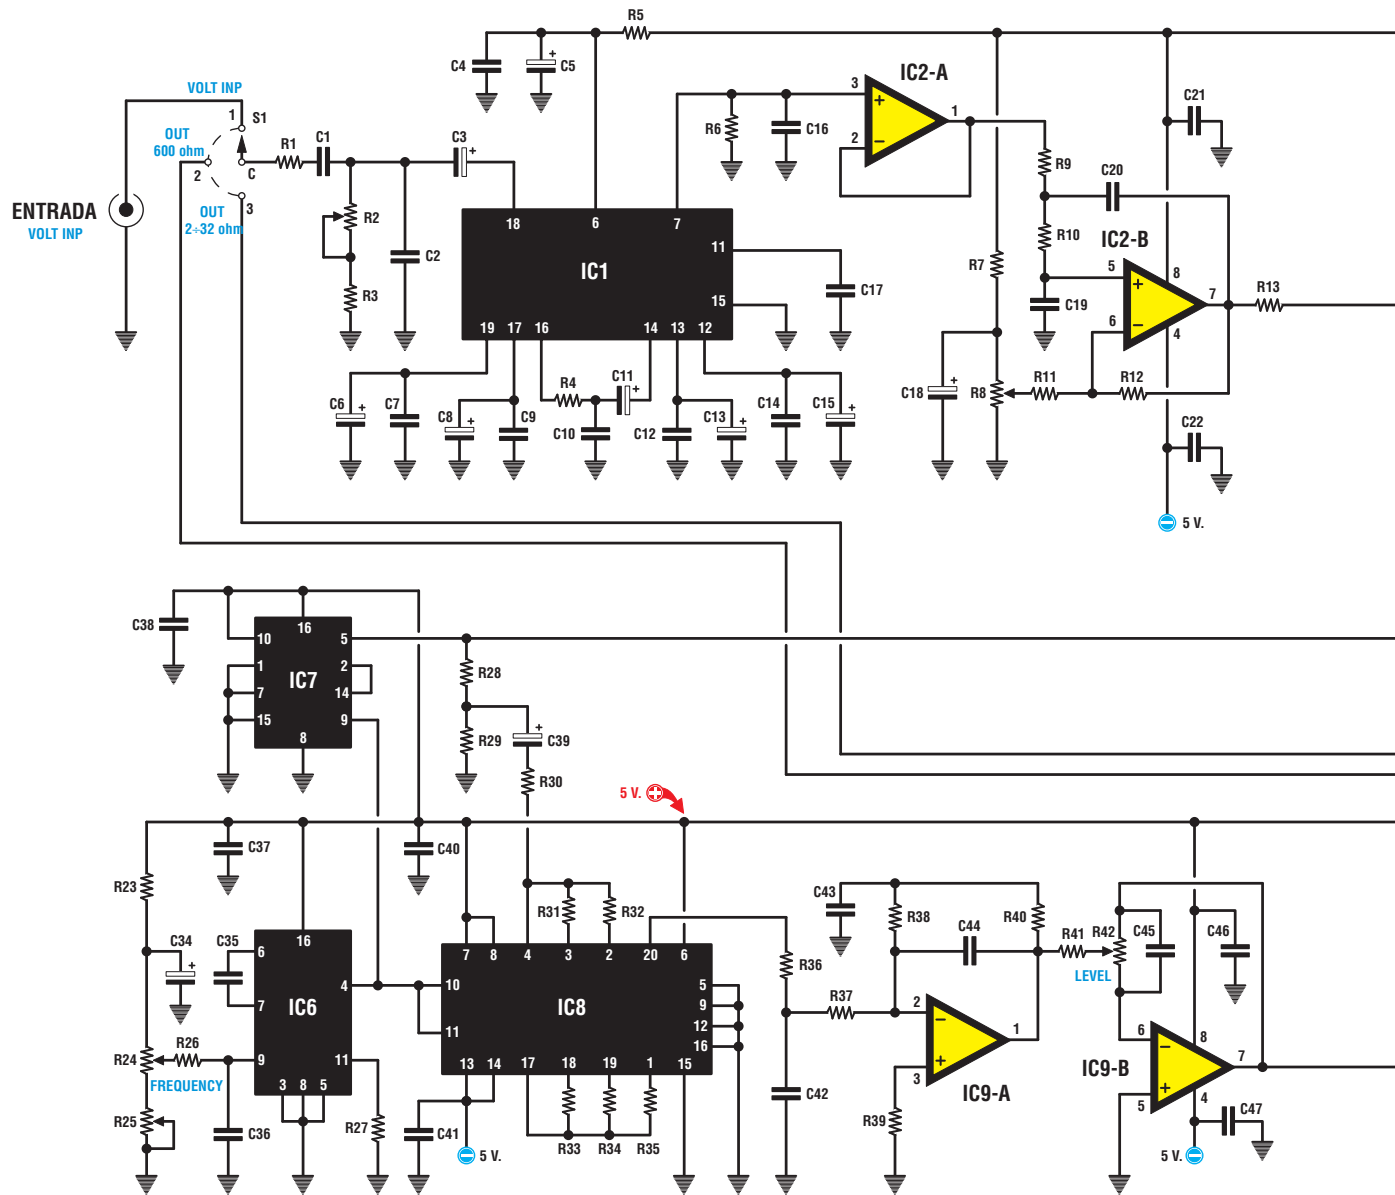 R5
C4
C5
+
IC2-A
3
1
2
+
−
VOLT INP
1
S1
OUT
600 ohm
2
C
3
OUT
2÷32 ohm
ENTRADA
VOLT INP
R1
C1
C3
+
R2
R3
C2
R6
C16
C21
R9
C20
R10
IC2-B
18
6
7
11
15
IC1
19
17
16
14
13
12
C17
R7
5
8
7
6
4
+
−
R13
C19
C6
+
C7
C8
+
C9
R4
C11
C10
C12
C13
+
C14
C15
+
C18
+
R8
R11
R12
C22
5 V.
C38
16
10
5
1
2
IC7
7
14
15
9
8
R28
R29
C39
+
R30
5 V.
C37
C40
R23
C34
+
C35
R24
R26
FREQUENCY
R25
C36
6
16
7
4
IC6
9
11
3
8
5
R27
R31
R32
7
8
4
3
2
20
6
10
5
9
11
12
16
IC8
13
14
17
18
19
1
15
C41
5 V.
R33
R34
R35
R36
R37
C42
C43
R38
C44
R40
2
1
3
−
+
IC9-A
R39
R41
R42
LEVEL
C45
C46
6
8
7
5
4
−
+
IC9-B
C47
5 V.